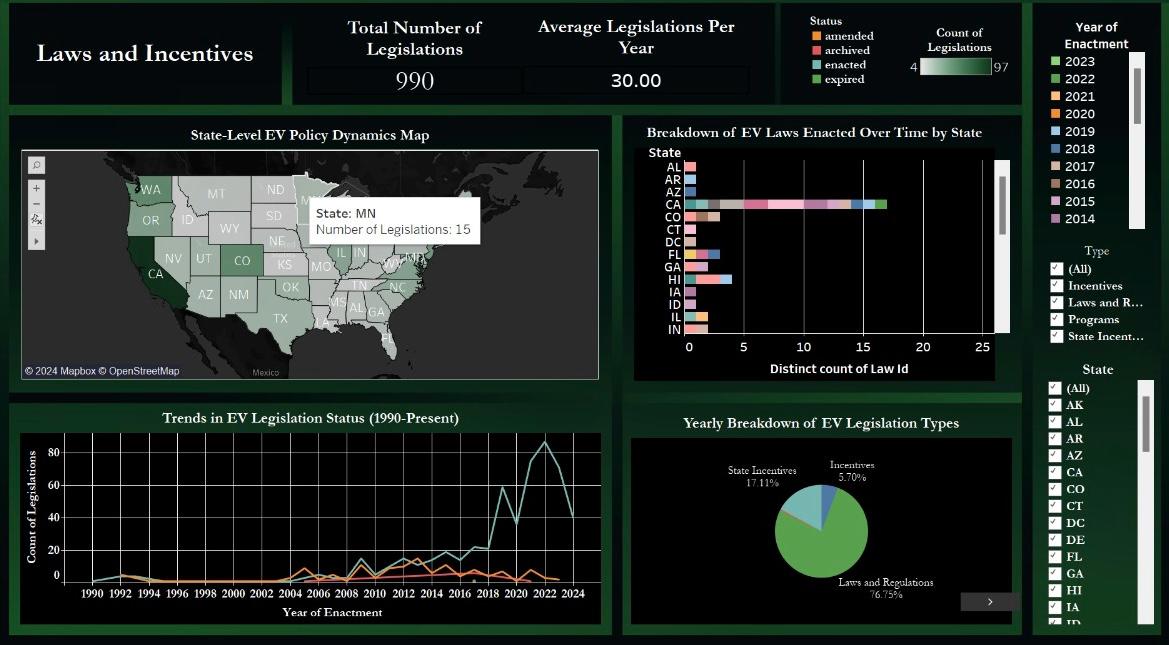 Laws and Incentives
Total Number of
Legislations
990
Average Legislations Per
Year
30.00
Status
amended
archived
enacted
expired
Count of
Legislations
4
97
Year of
Enactment
2023
2022
2021
2020
2019
2018
2017
2016
2015
2014
Type
(All)
Incentives
Laws and R...
Programs
State Incent...
State
(All)
AK
AL
AR
AZ
CA
CO
CT
DC
DE
FL
GA
HI
IA
ID
State-Level EV Policy Dynamics Map
WA
MT
ND
OR
ID
SD
WY
NE
NV
UT
CO
KS
MO
IL
IN
WV
CA
AZ
NM
OK
TN
NC
MS
AL
GA
TX
LA
FL
State: MN
Number of Legislations: 15
Mexico
© 2024 Mapbox © OpenStreetMap
Breakdown of EV Laws Enacted Over Time by State
State
AL
AR
AZ
CA
CO
CT
DC
FL
GA
HI
IA
ID
IL
IN
0 5 10 15 20 25
Distinct count of Law Id
Trends in EV Legislation Status (1990-Present)
Count of Legislations
80
60
40
20
0
1990 1992 1994 1996 1998 2000 2002 2004 2006 2008 2010 2012 2014 2016 2018 2020 2022 2024
Year of Enactment
Yearly Breakdown of EV Legislation Types
State Incentives
17.11%
Incentives
5.70%
Laws and Regulations
76.75%